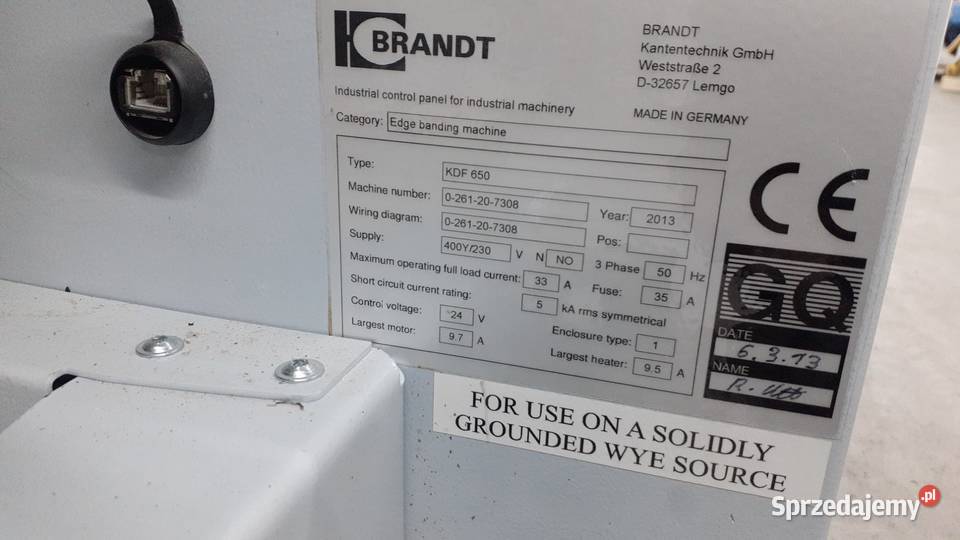 BRANDT
BRANDT
Kantentechnik GmbH
Weststraße 2
D-32657 Lemgo
Industrial control panel for industrial machinery
MADE IN GERMANY
Category: Edge banding machine
Type: KDF 650
Machine number: 0-261-20-7308 Year: 2013
Wiring diagram: 0-261-20-7308 Pos:
Supply: 400Y/230 V N NO 3 Phase 50 Hz
Maximum operating full load current: 33 A Fuse: 35 A
Short circuit current rating: 5 kA rms symmetrical
Control voltage: 24 V Enclosure type: 1
Largest motor: 9.7 A Largest heater: 9.5 A
CE
GQ
DATE
6.3.13
NAME
R.
FOR USE ON A SOLIDLY
GROUNDED WYE SOURCE
Sprzedajemy.pl